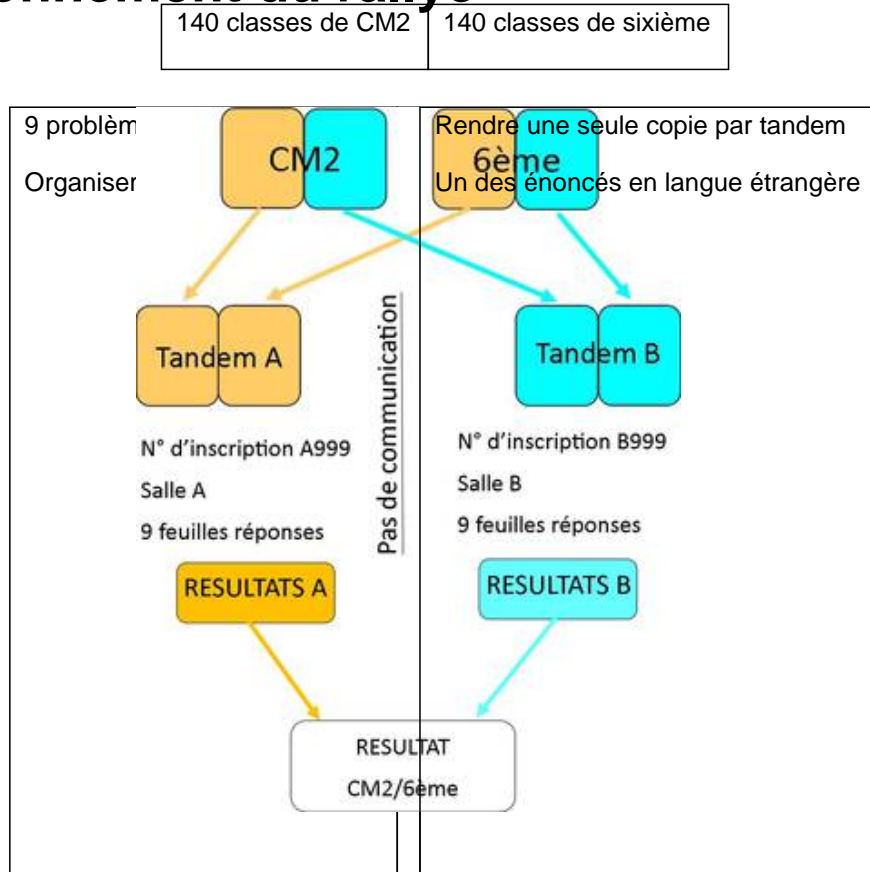 140 classes de CM2
140 classes de sixième
9
Organiser
Rendre une seule copie par tandem
Un des énoncés en langue étrangère
CM2
6ème
Tandem A
Tandem B
Pas de communication
N° d'inscription A999
Salle A
9 feuilles réponses
N° d'inscription B999
Salle B
9 feuilles réponses
RESULTATS A
RESULTATS B
RESULTAT
CM2/6ème